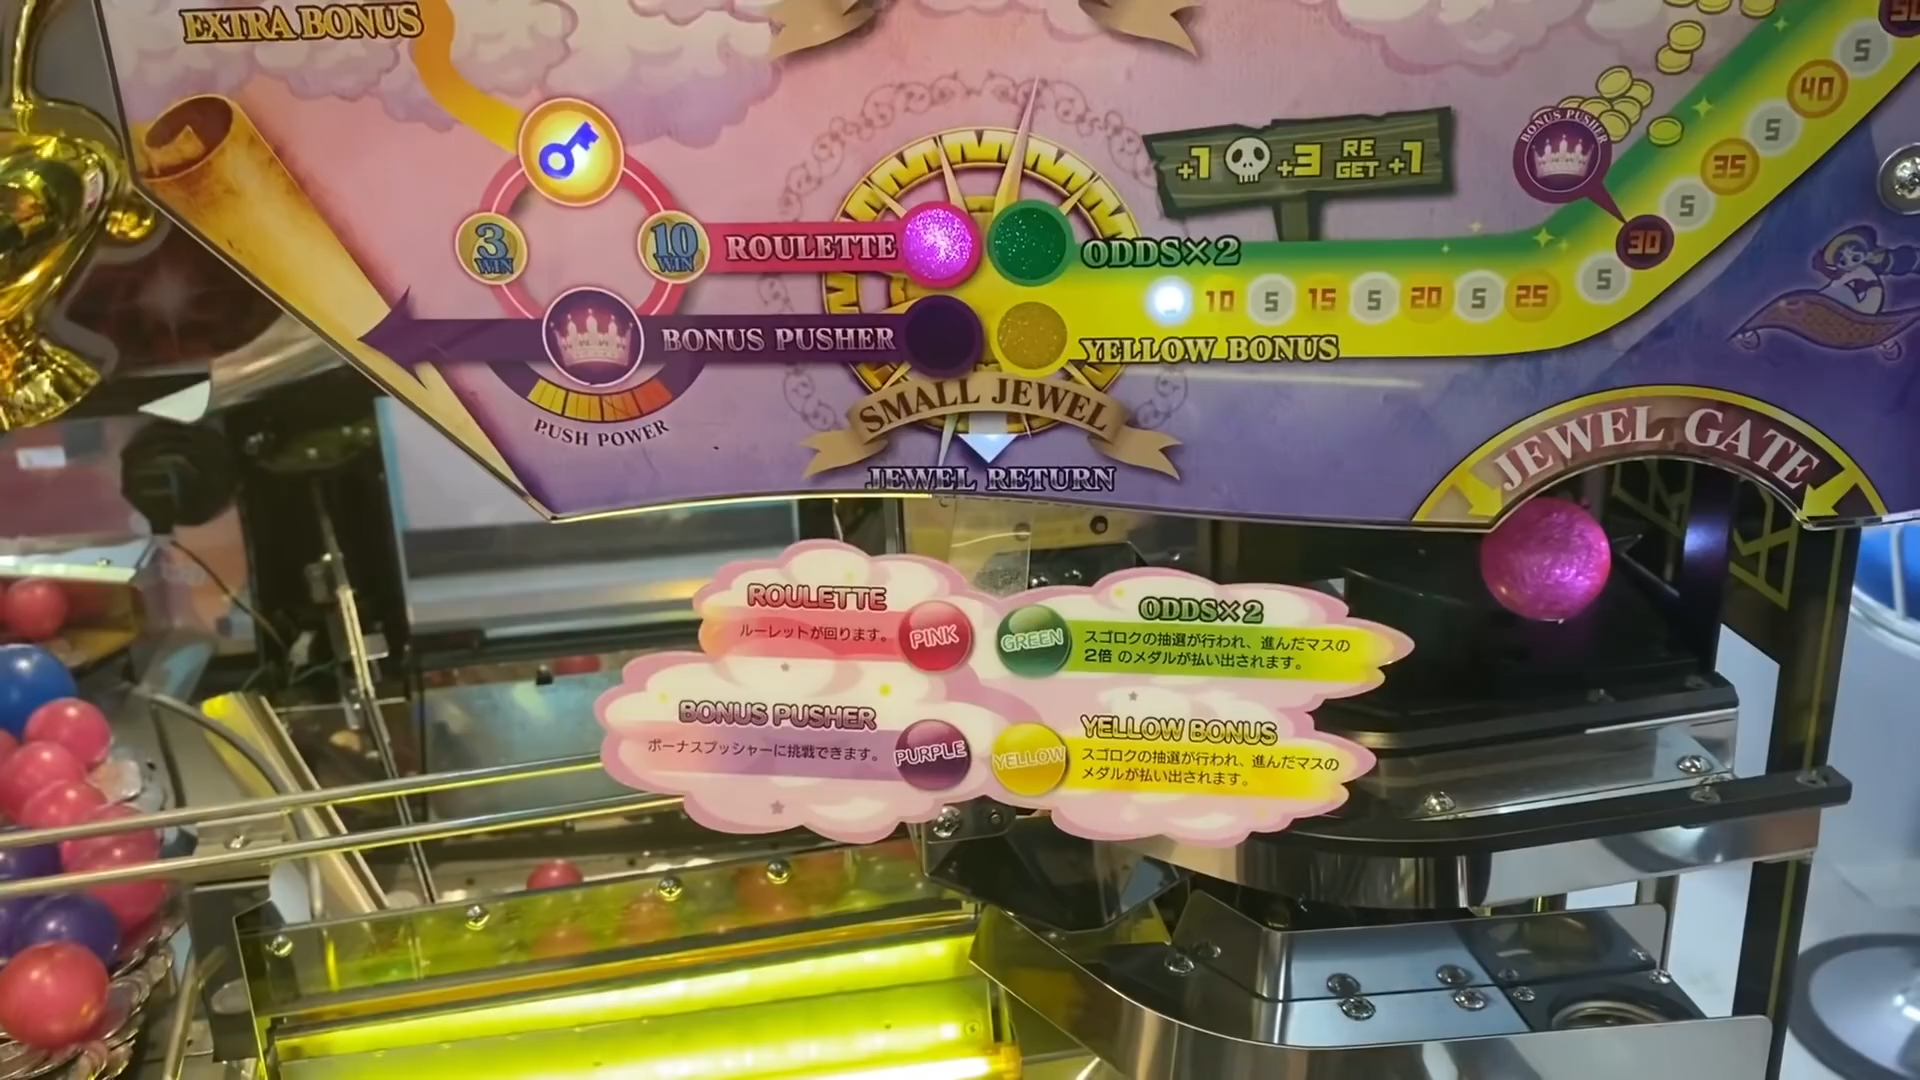 EXTRA BONUS
+1 +3 RE GET +1
BONUS PUSHER
50
5
40
5
35
5
30
3 WIN
10 WIN
ROULETTE
ODDS×2
10 5 15 5 20 5 25 5
BONUS PUSHER
YELLOW BONUS
PUSH POWER
SMALL JEWEL
JEWEL RETURN
JEWEL GATE
ROULETTE
ルーレットが回ります。
PINK
GREEN
ODDS×2
スゴロクの抽選が行われ、進んだマスの
2倍 のメダルが払い出されます。
BONUS PUSHER
ボーナスプッシャーに挑戦できます。
PURPLE
YELLOW
YELLOW BONUS
スゴロクの抽選が行われ、進んだマスの
メダルが払い出されます。